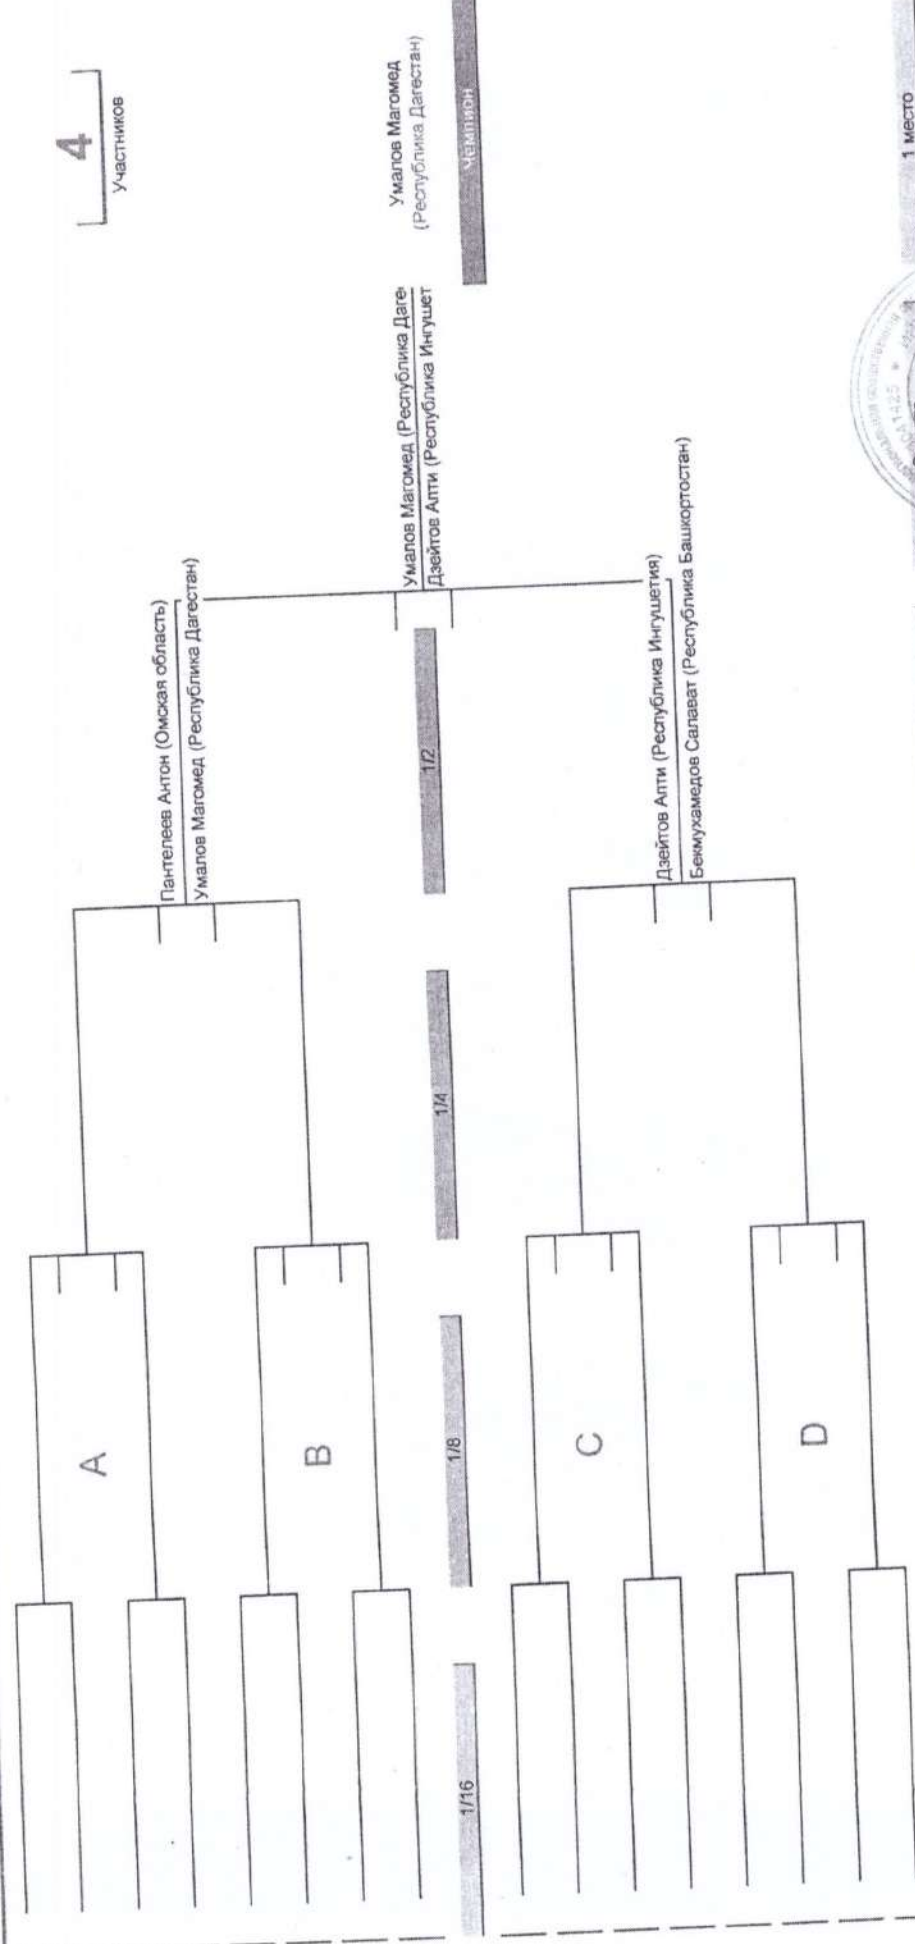 4
Участников
Умалов Магомед
(Республика Дагестан)
Чемпион
Умалов Магомед (Республика Даге
Дзейтов Апти (Республика Ингушет
Пантелеев Антон (Омская область)
Умалов Магомед (Республика Дагестан)
Дзейтов Апти (Республика Ингушетия)
Бекмухамедов Салават (Республика Башкортостан)
1/2
1/4
1/8
1/16
A
B
C
D
1 место